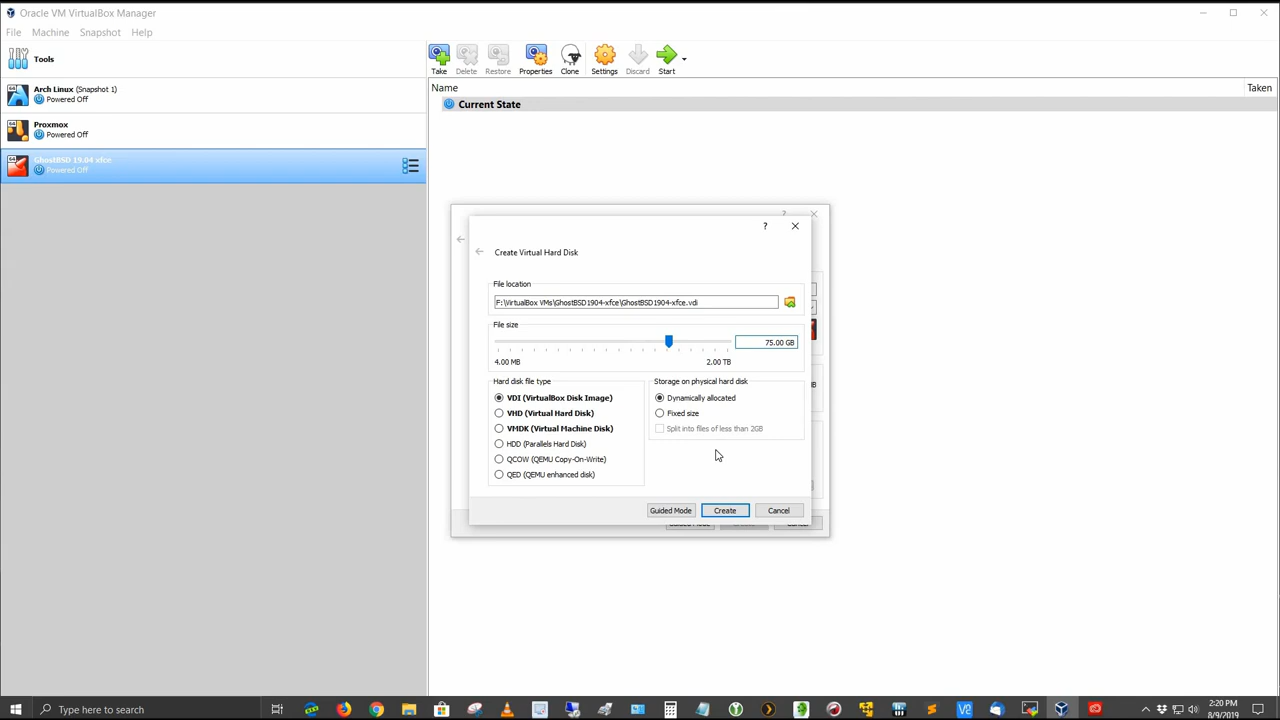 Oracle VM VirtualBox Manager
File Machine Snapshot Help
Tools
Take Delete Restore Properties Clone Settings Discard Start
Name Taken
Current State
64
Arch Linux (Snapshot 1)
Powered Off
64
Proxmox
Powered Off
64
GhostBSD 19.04 xfce
Powered Off
?
?
Create Virtual Hard Disk
File location
F:\VirtualBox VMs\GhostBSD1904-xfce\GhostBSD1904-xfce.vdi
File size
75.00 GB
4.00 MB 2.00 TB
Hard disk file type
VDI (VirtualBox Disk Image)
VHD (Virtual Hard Disk)
VMDK (Virtual Machine Disk)
HDD (Parallels Hard Disk)
QCOW (QEMU Copy-On-Write)
QED (QEMU enhanced disk)
Storage on physical hard disk
Dynamically allocated
Fixed size
Split into files of less than 2GB
Guided Mode Create Cancel
Type here to search
2:20 PM
8/9/2019